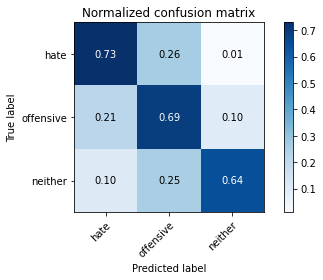 Normalized confusion matrix
True label
hate
0.73 0.26 0.01
offensive
0.21 0.69 0.10
neither
0.10 0.25 0.64
hate offensive neither
Predicted label
0.7
0.6
0.5
0.4
0.3
0.2
0.1